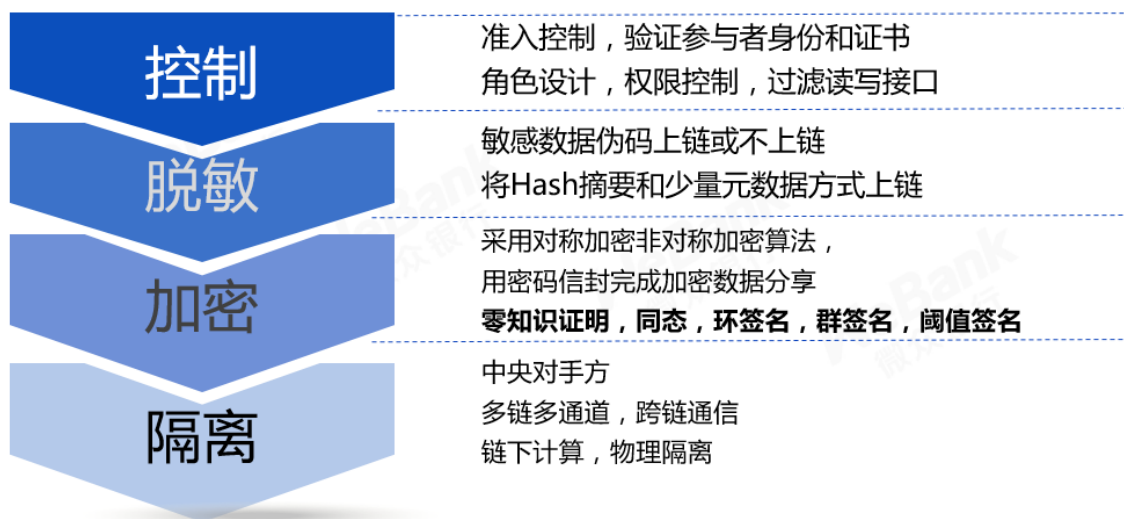 控制
准入控制，验证参与者身份和证书
角色设计，权限控制，过滤读写接口
脱敏
敏感数据伪码上链或不上链
将Hash摘要和少量元数据方式上链
加密
采用对称加密非对称加密算法，
用密码信封完成加密数据分享
零知识证明，同态，环签名，群签名，阈值签名
隔离
中央对手方
多链多通道，跨链通信
链下计算，物理隔离
WeBank
微众银行